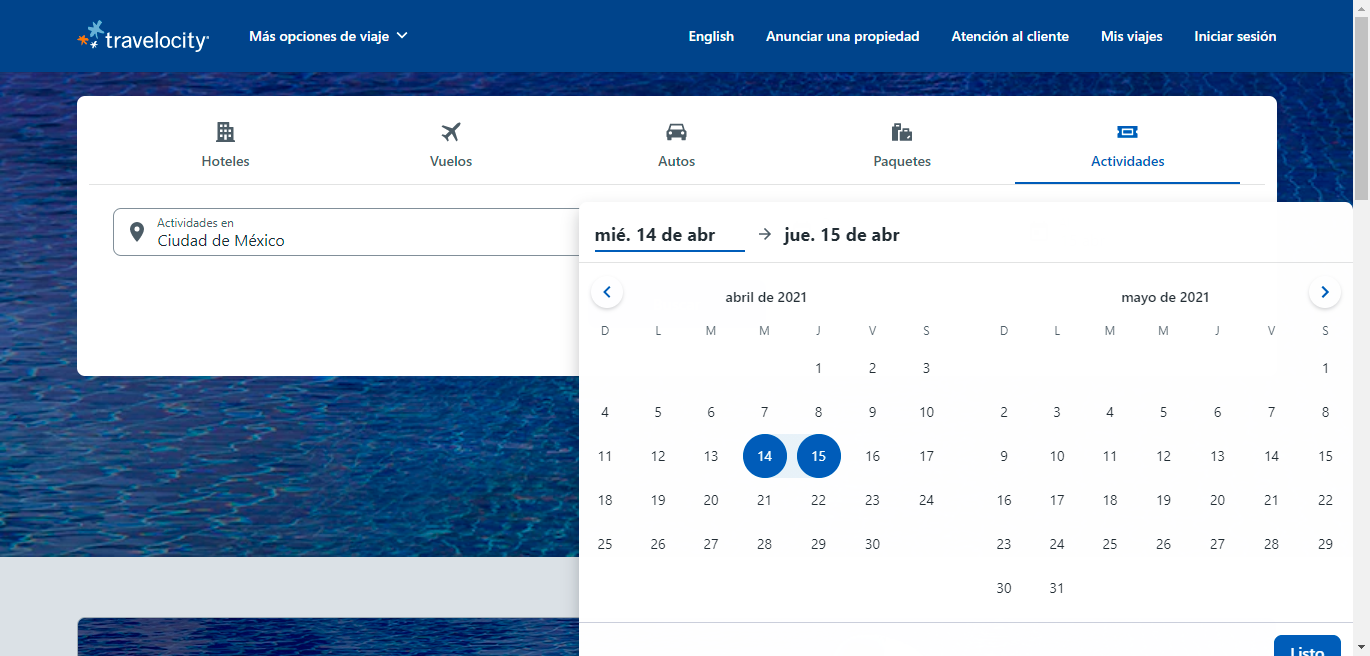 travelocity
Más opciones de viaje
English
Anunciar una propiedad
Atención al cliente
Mis viajes
Iniciar sesión
Hoteles
Vuelos
Autos
Paquetes
Actividades
Actividades en
Ciudad de México
mié. 14 de abr
jue. 15 de abr
abril de 2021
D L M M J V S
1 2 3
4 5 6 7 8 9 10
11 12 13 14 15 16 17
18 19 20 21 22 23 24
25 26 27 28 29 30
mayo de 2021
D L M M J V S
1
2 3 4 5 6 7 8
9 10 11 12 13 14 15
16 17 18 19 20 21 22
23 24 25 26 27 28 29
30 31
Listo